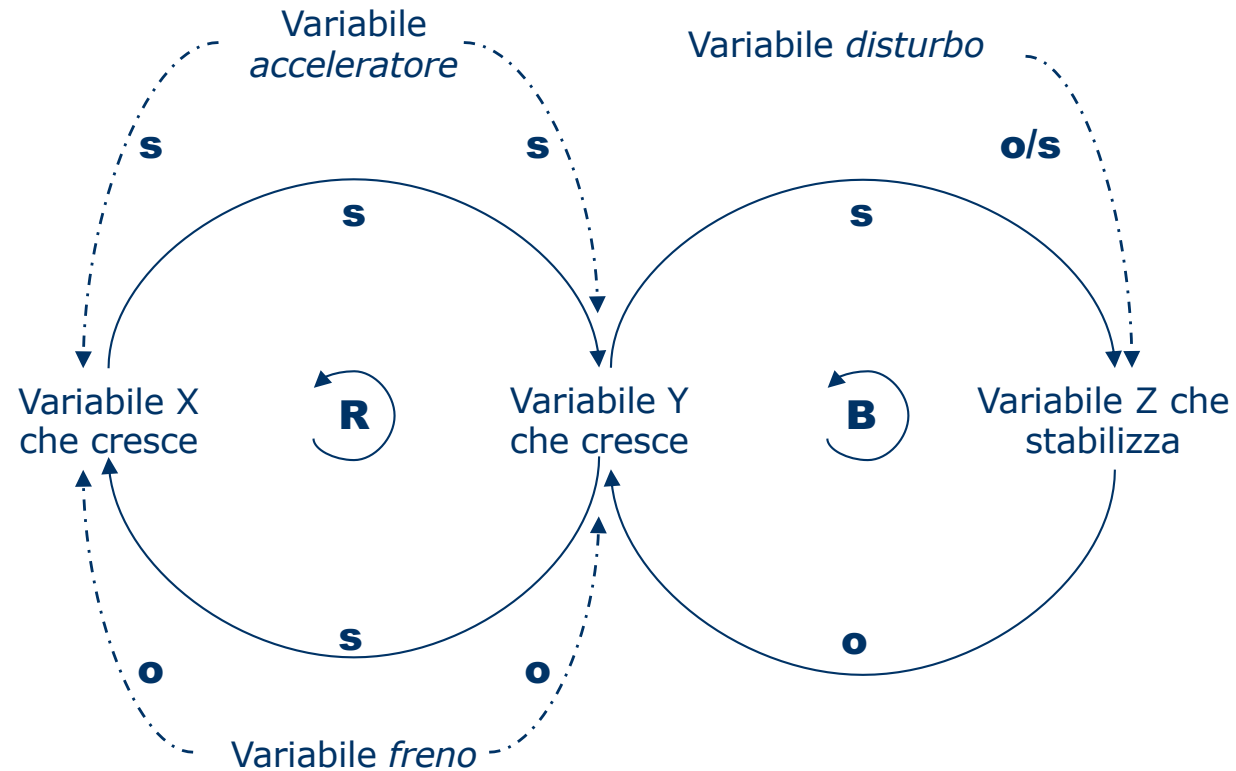 Variabile
acceleratore
Variabile disturbo
s
s
o/s
s
s
Variabile X
che cresce
R
Variabile Y
che cresce
B
Variabile Z che
stabilizza
s
o
o
o
Variabile freno